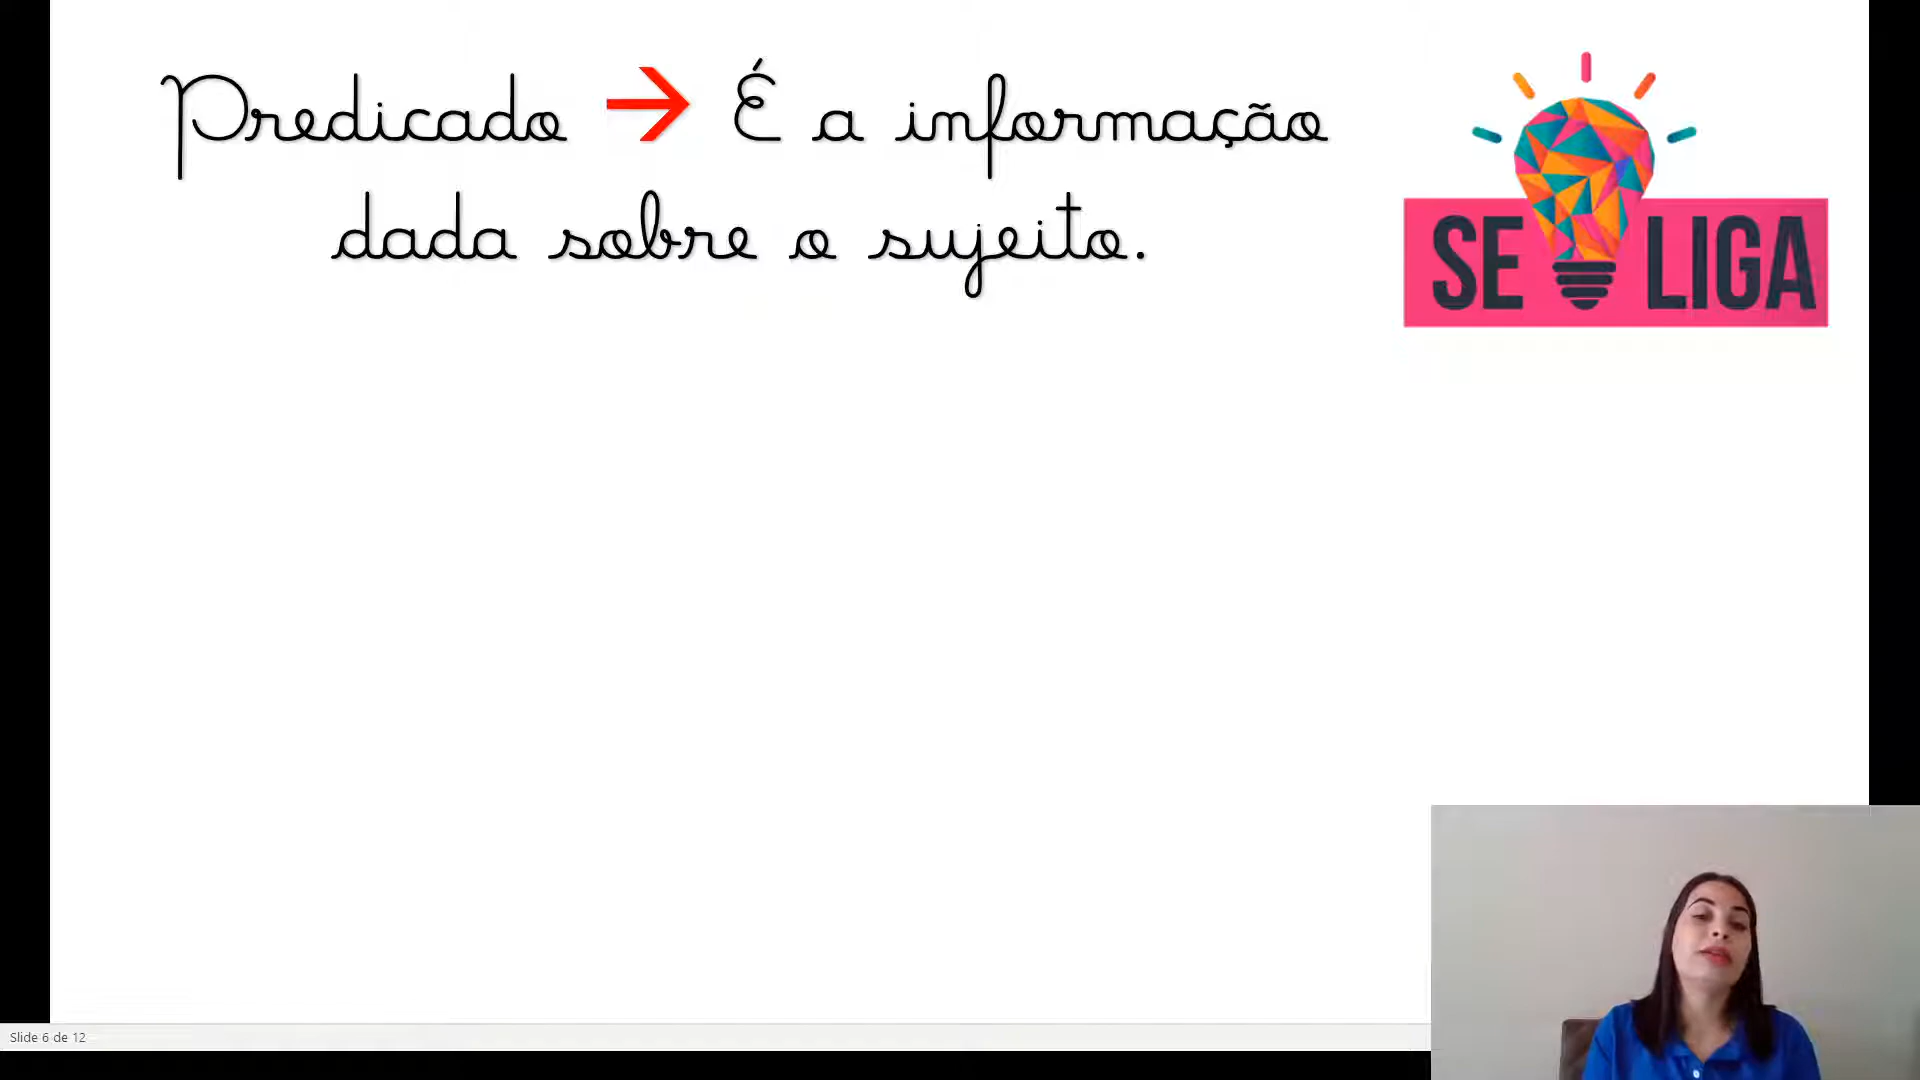 Predicado → É a informação
dada sobre o sujeito.
SE LIGA
Slide 6 de 12